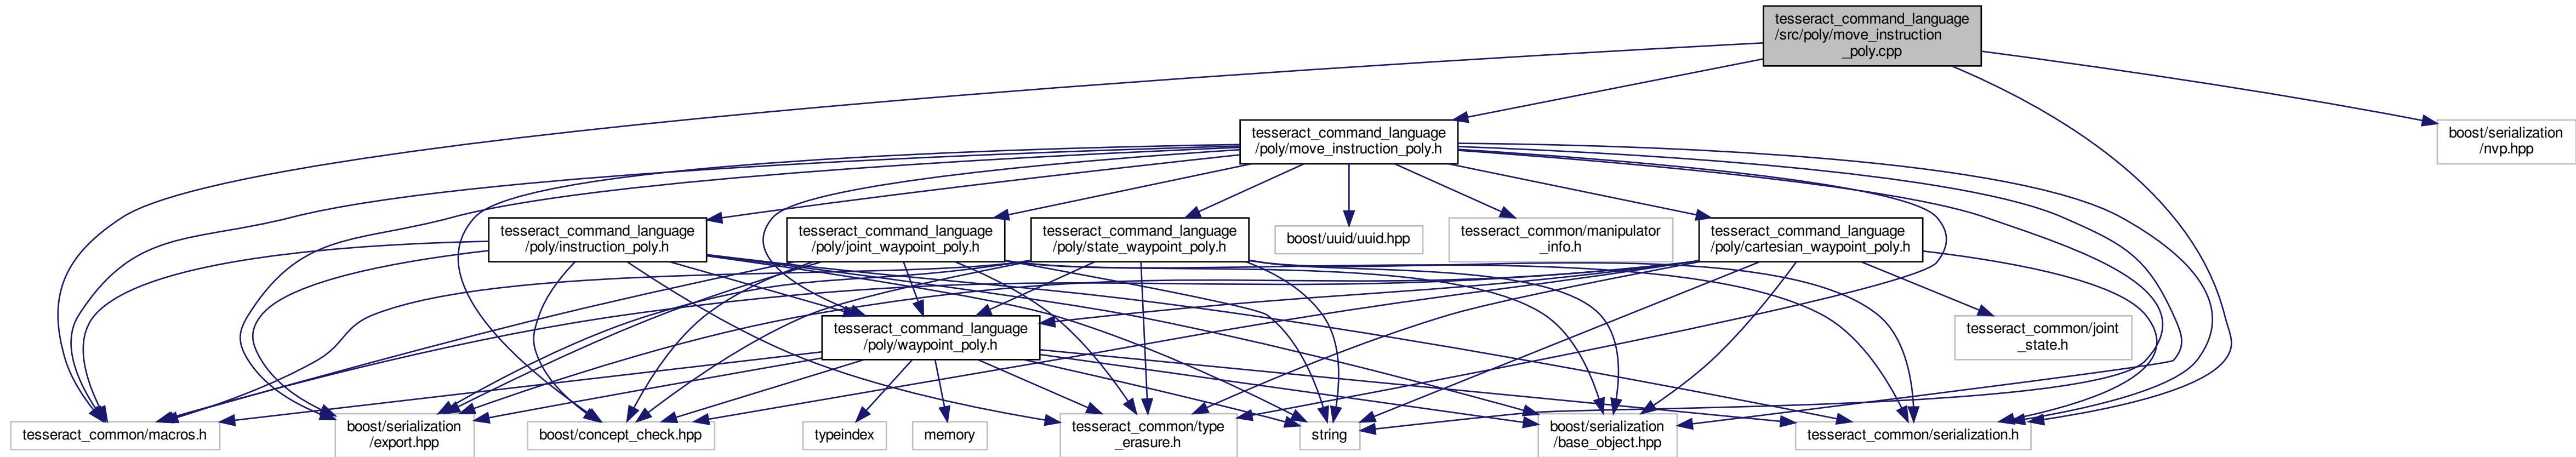 tesseract_command_language
/src/poly/move_instruction
_poly.cpp
tesseract_command_language
/poly/move_instruction_poly.h
boost/serialization
/nvp.hpp
tesseract_command_language
/poly/instruction_poly.h
tesseract_command_language
/poly/joint_waypoint_poly.h
tesseract_command_language
/poly/state_waypoint_poly.h
boost/uuid/uuid.hpp
tesseract_common/manipulator
_info.h
tesseract_command_language
/poly/cartesian_waypoint_poly.h
tesseract_command_language
/poly/waypoint_poly.h
tesseract_common/joint
_state.h
tesseract_common/macros.h
boost/serialization
/export.hpp
boost/concept_check.hpp
typeindex
memory
tesseract_common/type
_erasure.h
string
boost/serialization
/base_object.hpp
tesseract_common/serialization.h